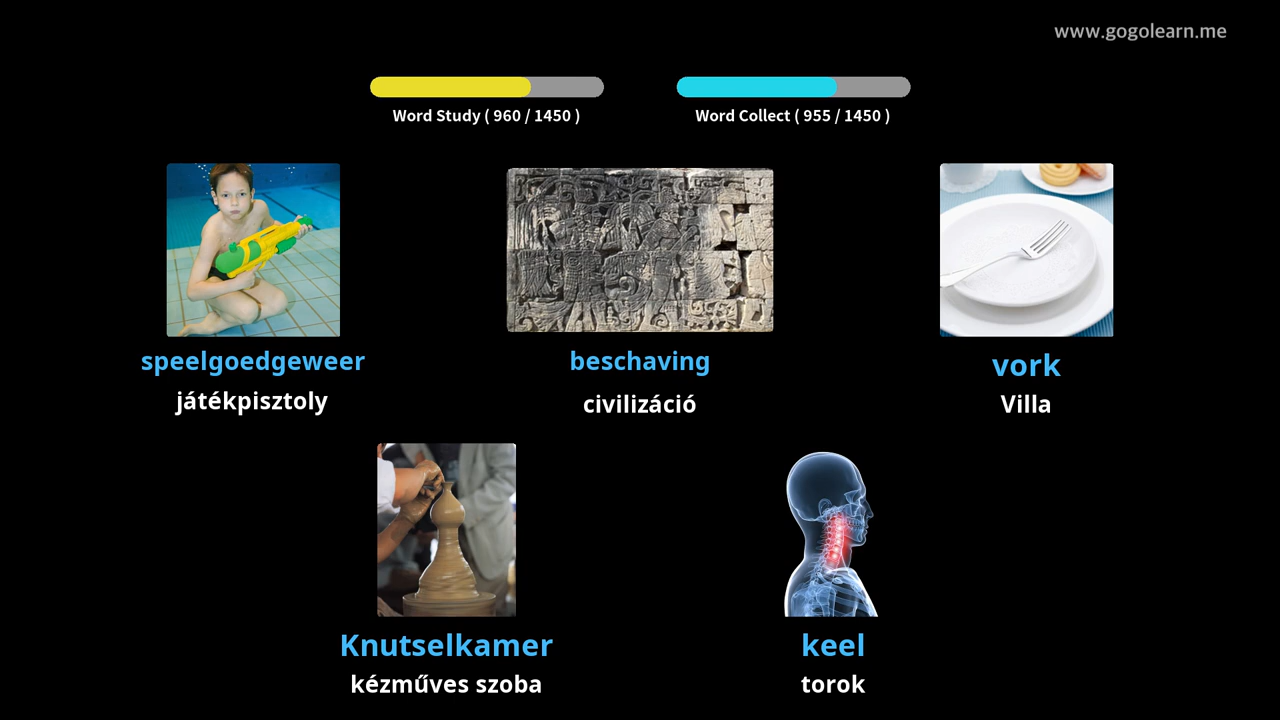 www.gogolearn.me
Word Study ( 960 / 1450 )
Word Collect ( 955 / 1450 )
speelgoedgeweer
játékpisztoly
beschaving
civilizáció
vork
Villa
Knutselkamer
kézműves szoba
keel
torok